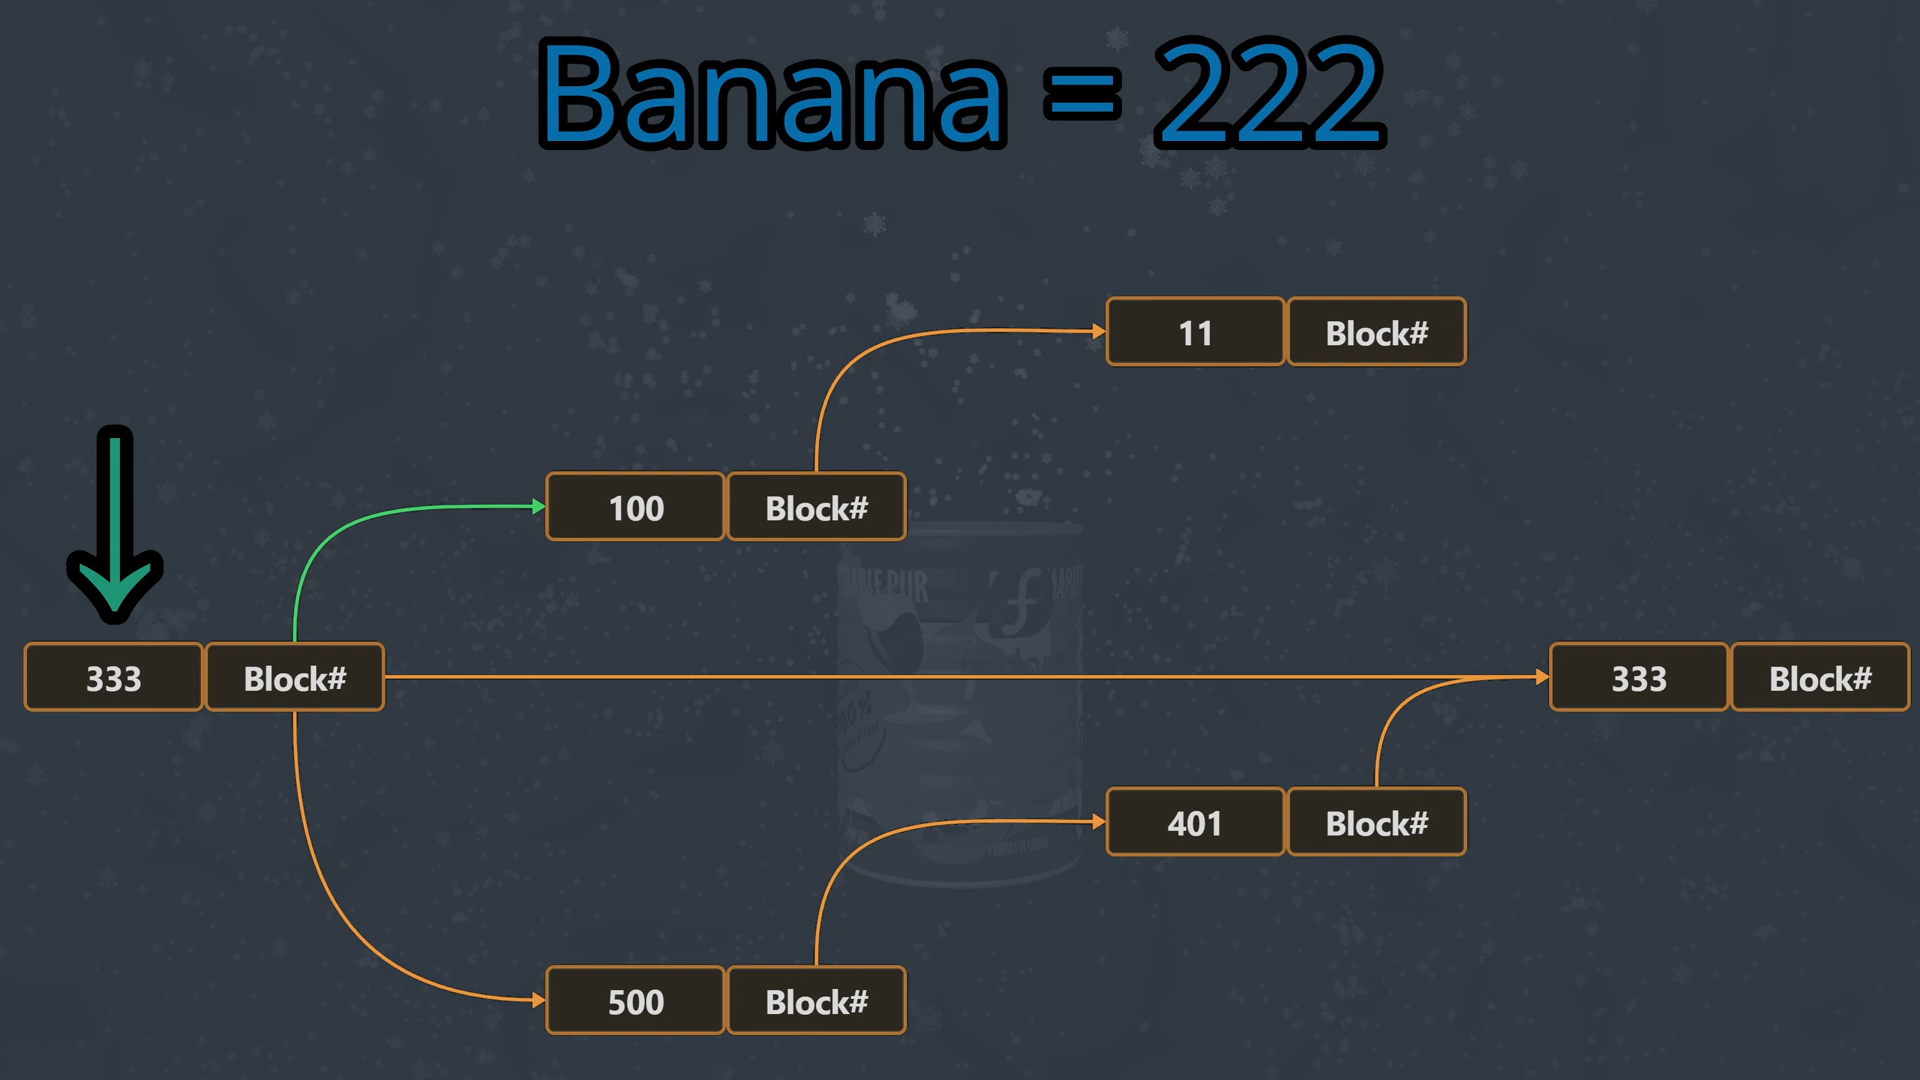 Banana = 222
11 Block#
100 Block#
333 Block#
333 Block#
401 Block#
500 Block#